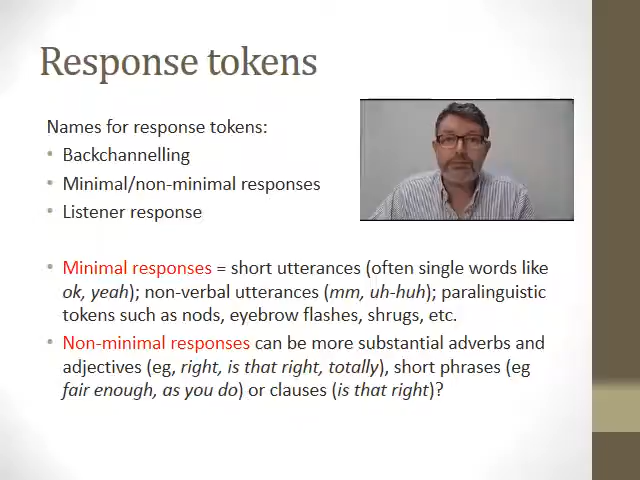 Response tokens
Names for response tokens:
• Backchannelling
• Minimal/non-minimal responses
• Listener response
• Minimal responses = short utterances (often single words like
ok, yeah); non-verbal utterances (mm, uh-huh); paralinguistic
tokens such as nods, eyebrow flashes, shrugs, etc.
• Non-minimal responses can be more substantial adverbs and
adjectives (eg, right, is that right, totally), short phrases (eg
fair enough, as you do) or clauses (is that right)?